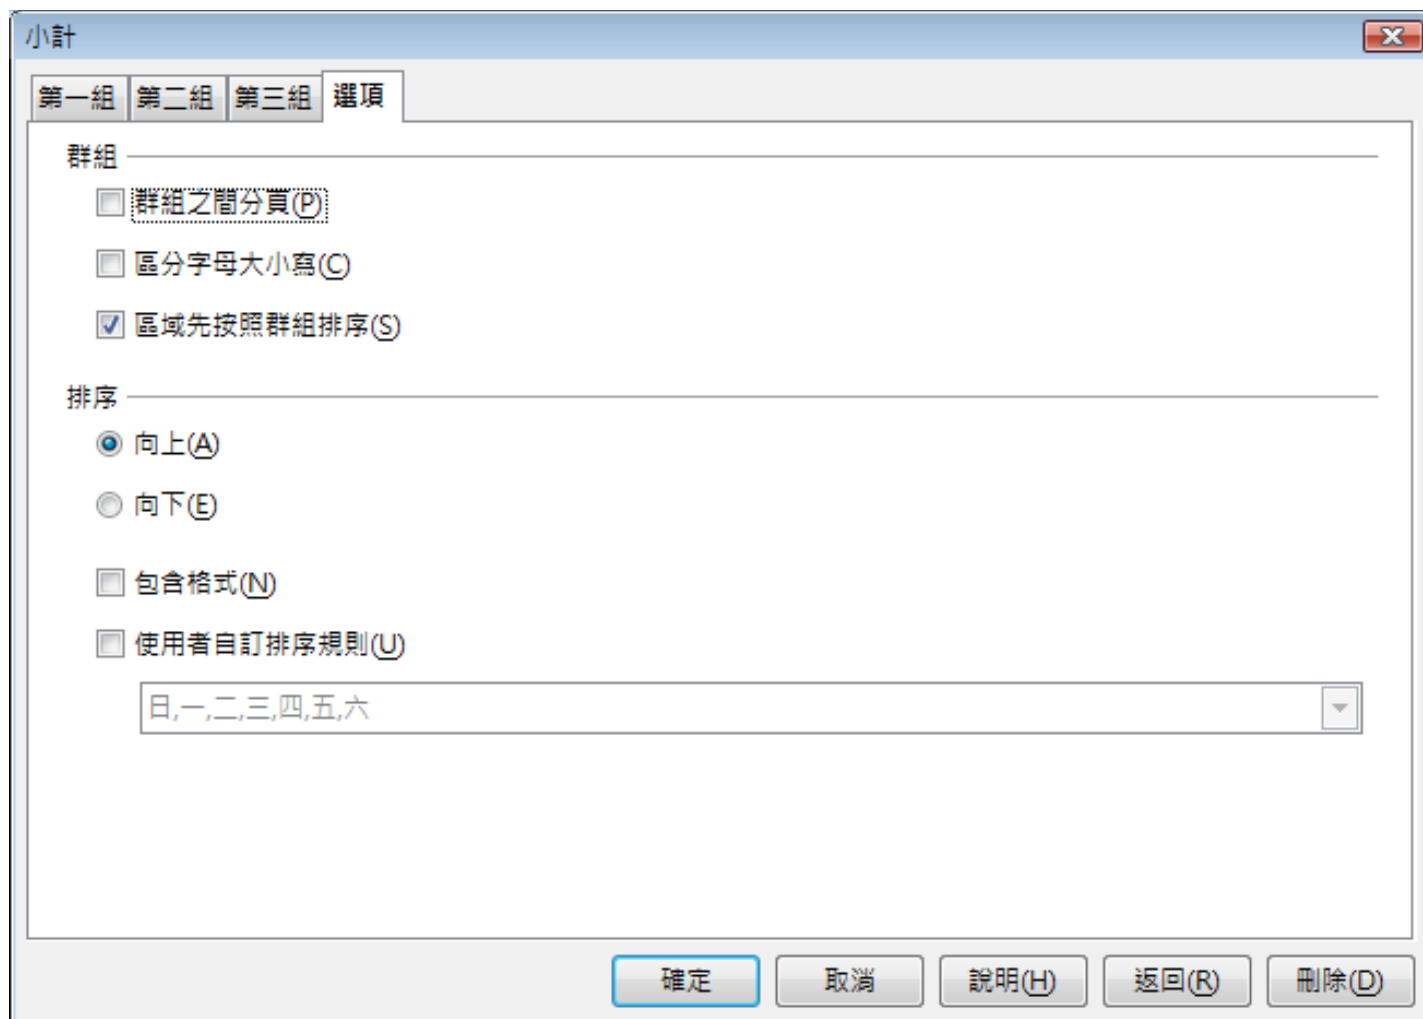 小計
第一組 第二組 第三組 選項
群組
群組之間分頁(P)
區分字母大小寫(C)
區域先按照群組排序(S)
排序
向上(A)
向下(E)
包含格式(N)
使用者自訂排序規則(U)
日,一,二,三,四,五,六
確定 取消 說明(H) 返回(R) 刪除(D)